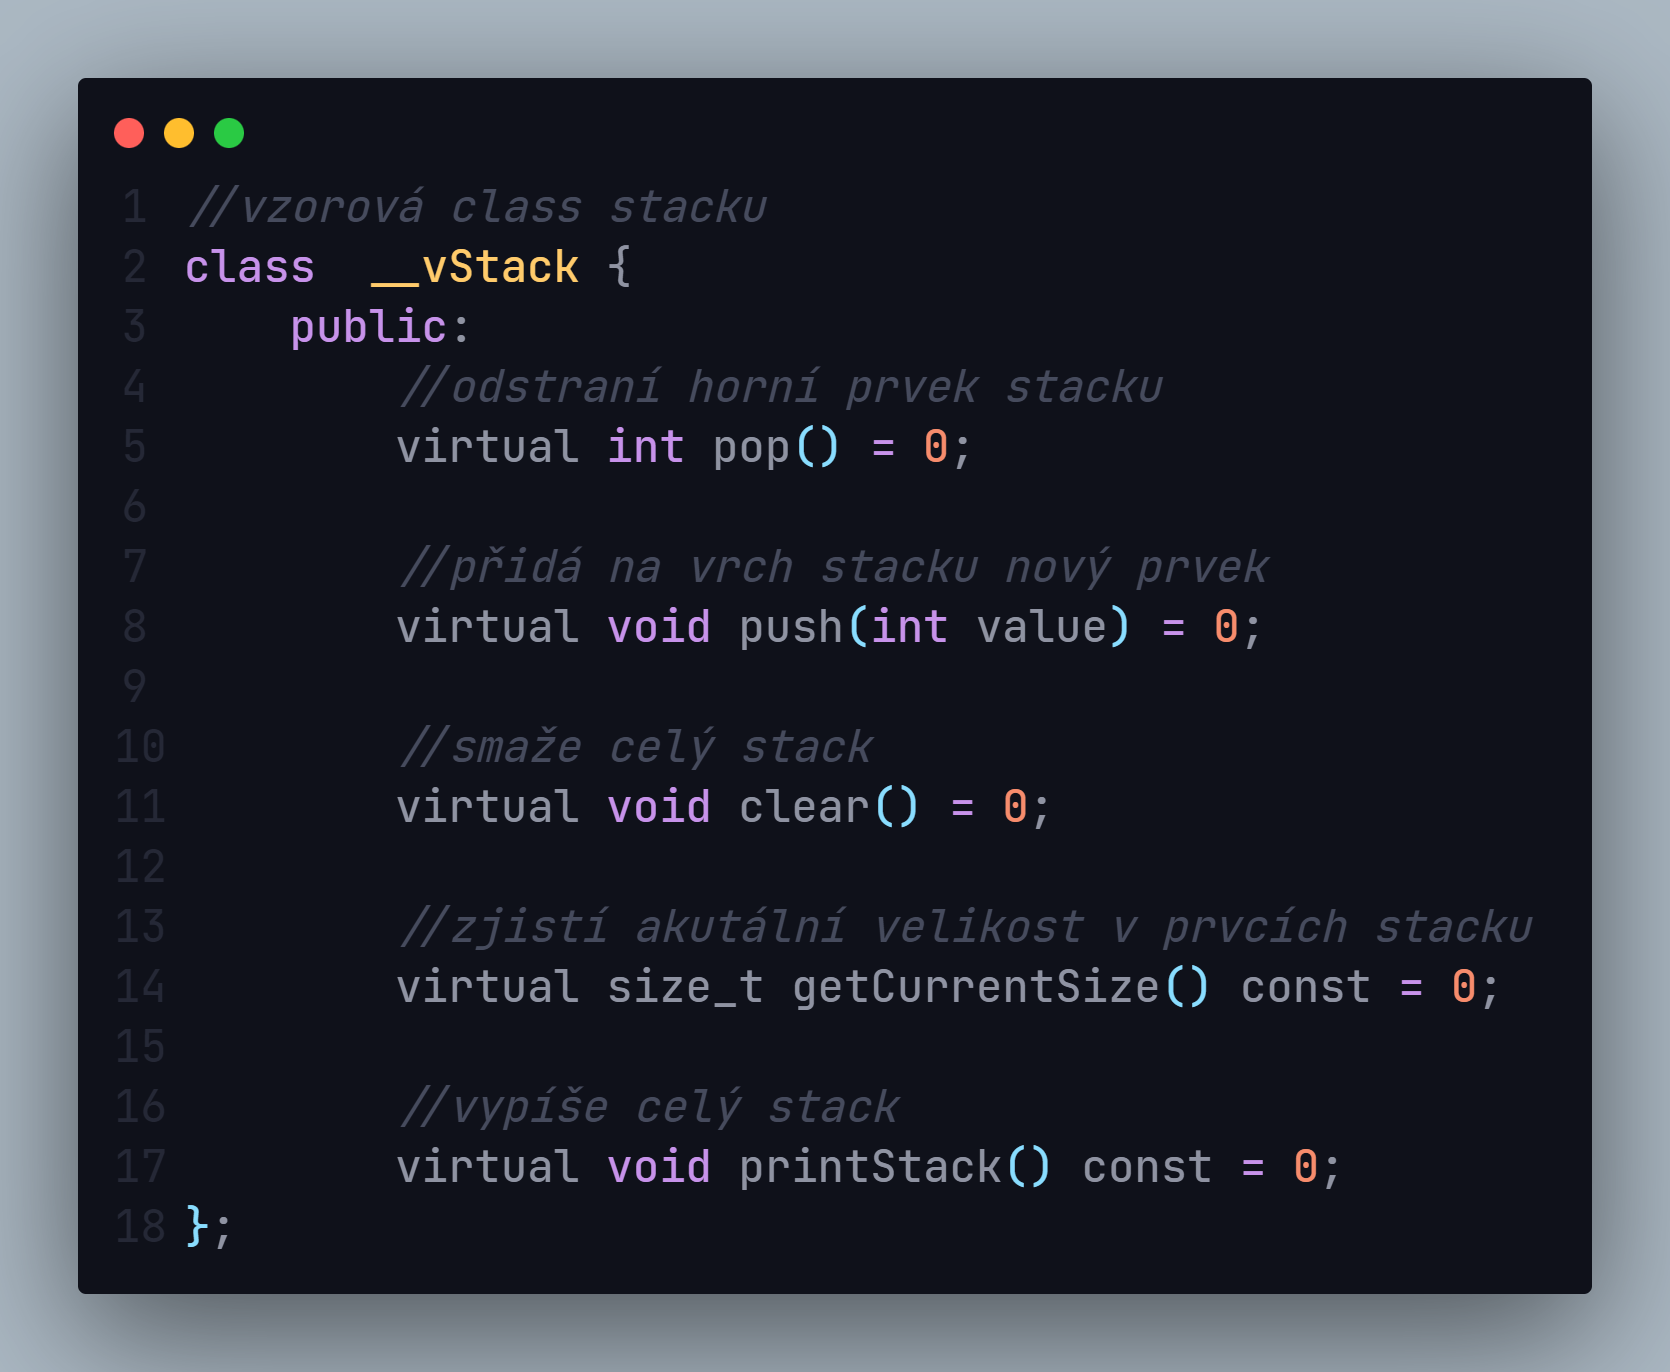 1 //vzorová class stacku
2 class  __vStack {
3     public:
4         //odstraní horní prvek stacku
5         virtual int pop() = 0;
6
7         //přidá na vrch stacku nový prvek
8         virtual void push(int value) = 0;
9
10         //smaže celý stack
11         virtual void clear() = 0;
12
13         //zjistí akutální velikost v prvcích stacku
14         virtual size_t getCurrentSize() const = 0;
15
16         //vypíše celý stack
17         virtual void printStack() const = 0;
18 };